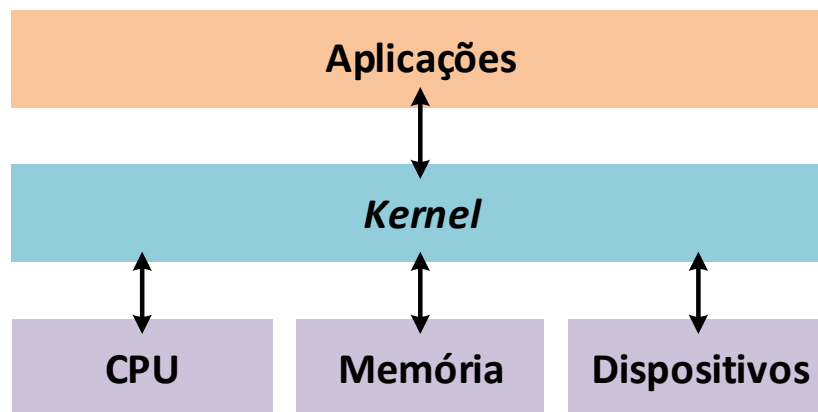 Aplicações
Kernel
CPU
Memória
Dispositivos